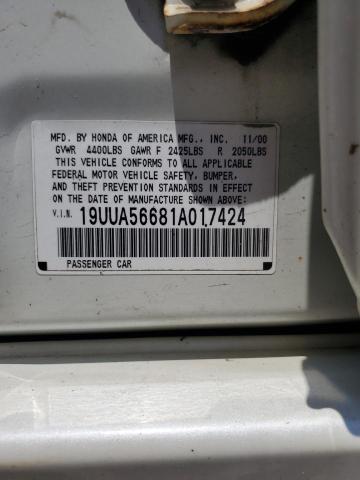 MFD. BY HONDA OF AMERICA MFG., INC. 11/00
GVWR 4400LBS GAWR F 2425LBS R 2050LBS
THIS VEHICLE CONFORMS TO ALL APPLICABLE
FEDERAL MOTOR VEHICLE SAFETY, BUMPER,
AND THEFT PREVENTION STANDARDS IN EFFECT
ON THE DATE OF MANUFACTURE SHOWN ABOVE.
V.I.N. 19UUA56681A017424
PASSENGER CAR